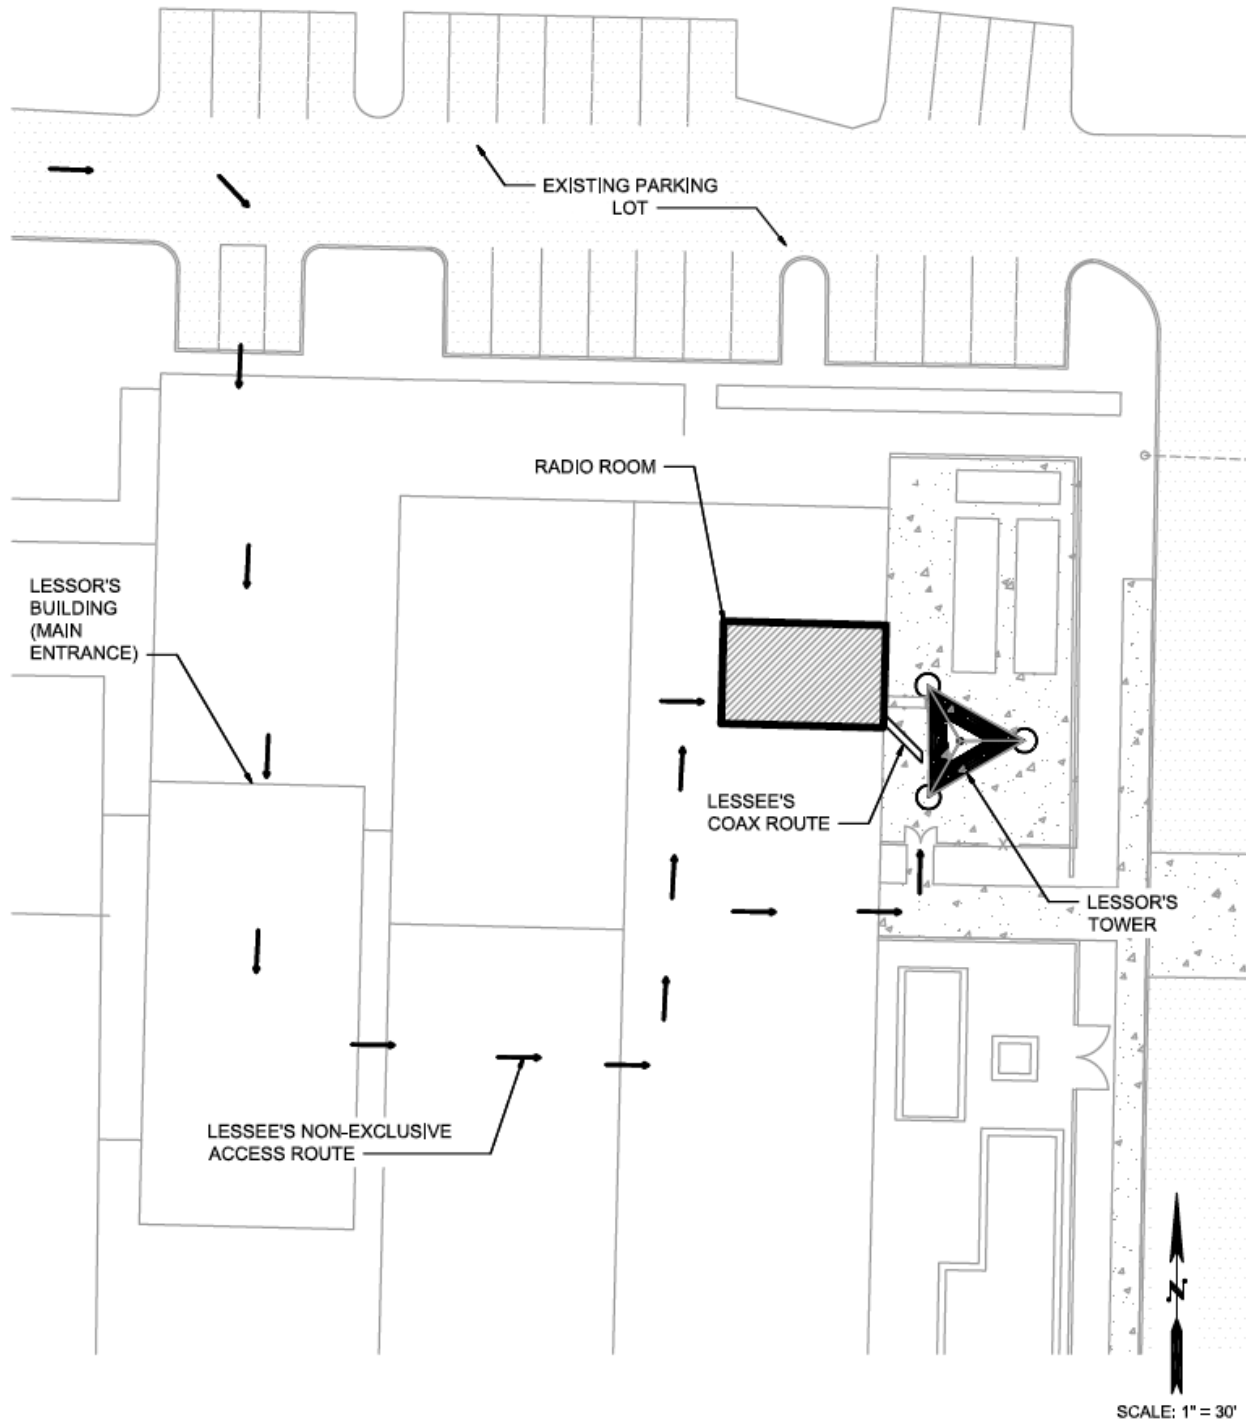 EXISTING PARKING
LOT
RADIO ROOM
LESSOR'S
BUILDING
(MAIN
ENTRANCE)
LESSEE'S
COAX ROUTE
LESSOR'S
TOWER
LESSEE'S NON-EXCLUSIVE
ACCESS ROUTE
X
N
SCALE: 1" = 30'